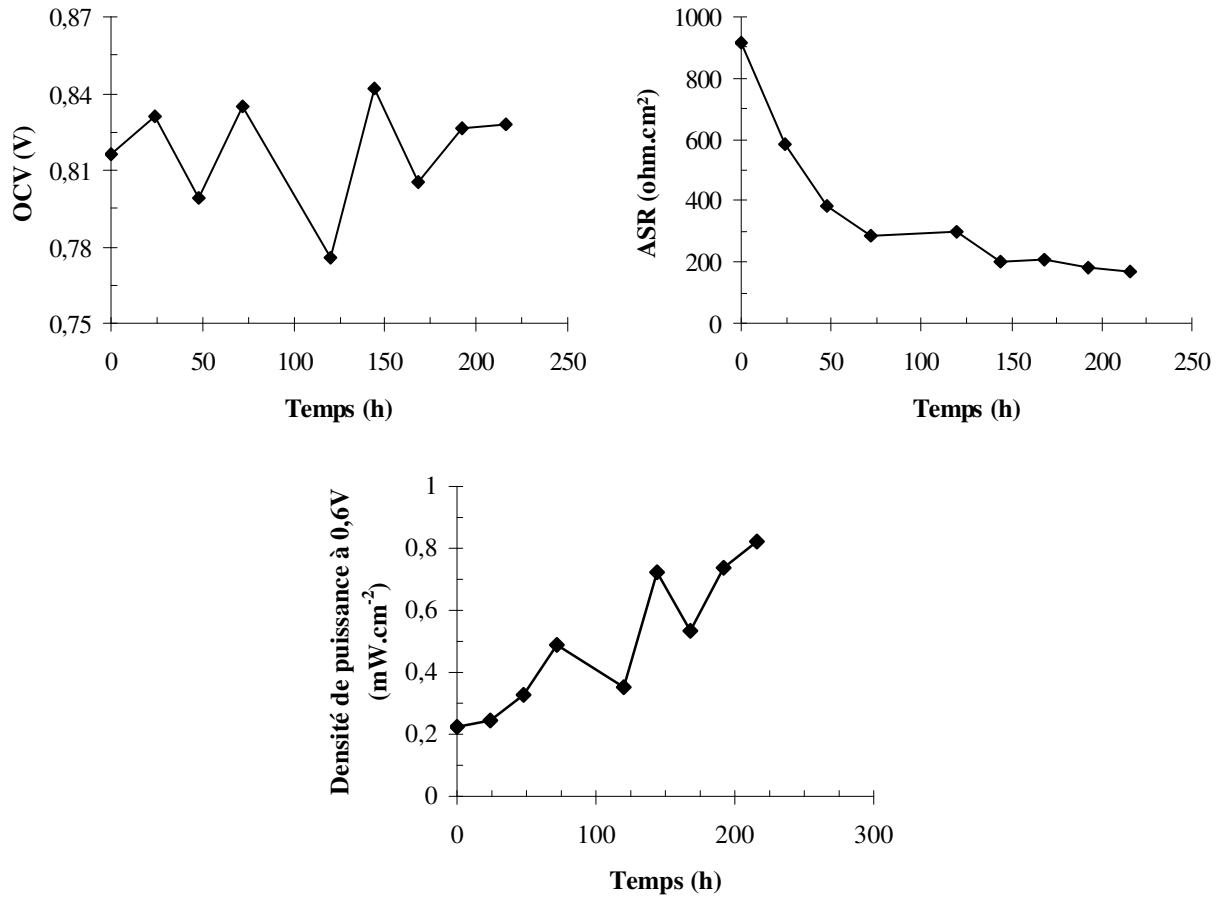 OCV (V)
0,87
0,84
0,81
0,78
0,75
0 50 100 150 200 250
Temps (h)
ASR (ohm.cm²)
1000
800
600
400
200
0
0 50 100 150 200 250
Temps (h)
Densité de puissance à 0,6V
(mW.cm⁻²)
1
0,8
0,6
0,4
0,2
0
0 100 200 300
Temps (h)